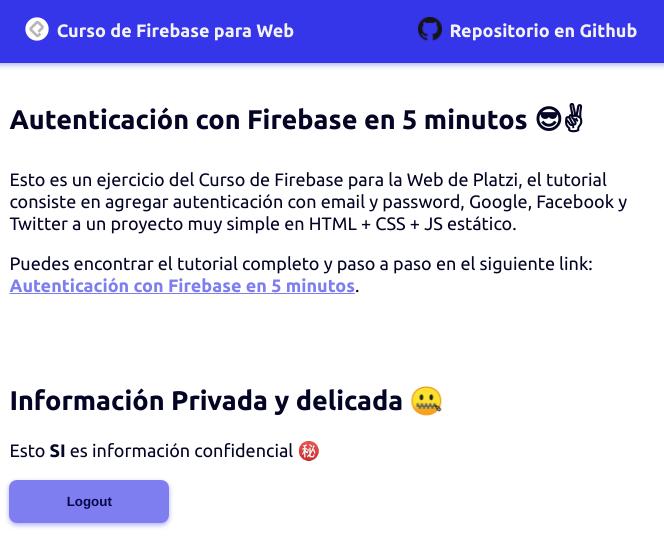 Curso de Firebase para Web
Repositorio en Github
Autenticación con Firebase en 5 minutos 😎✌
Esto es un ejercicio del Curso de Firebase para la Web de Platzi, el tutorial
consiste en agregar autenticación con email y password, Google, Facebook y
Twitter a un proyecto muy simple en HTML + CSS + JS estático.
Puedes encontrar el tutorial completo y paso a paso en el siguiente link:
Autenticación con Firebase en 5 minutos.
Información Privada y delicada 🤐
Esto SI es información confidencial ㊙
Logout